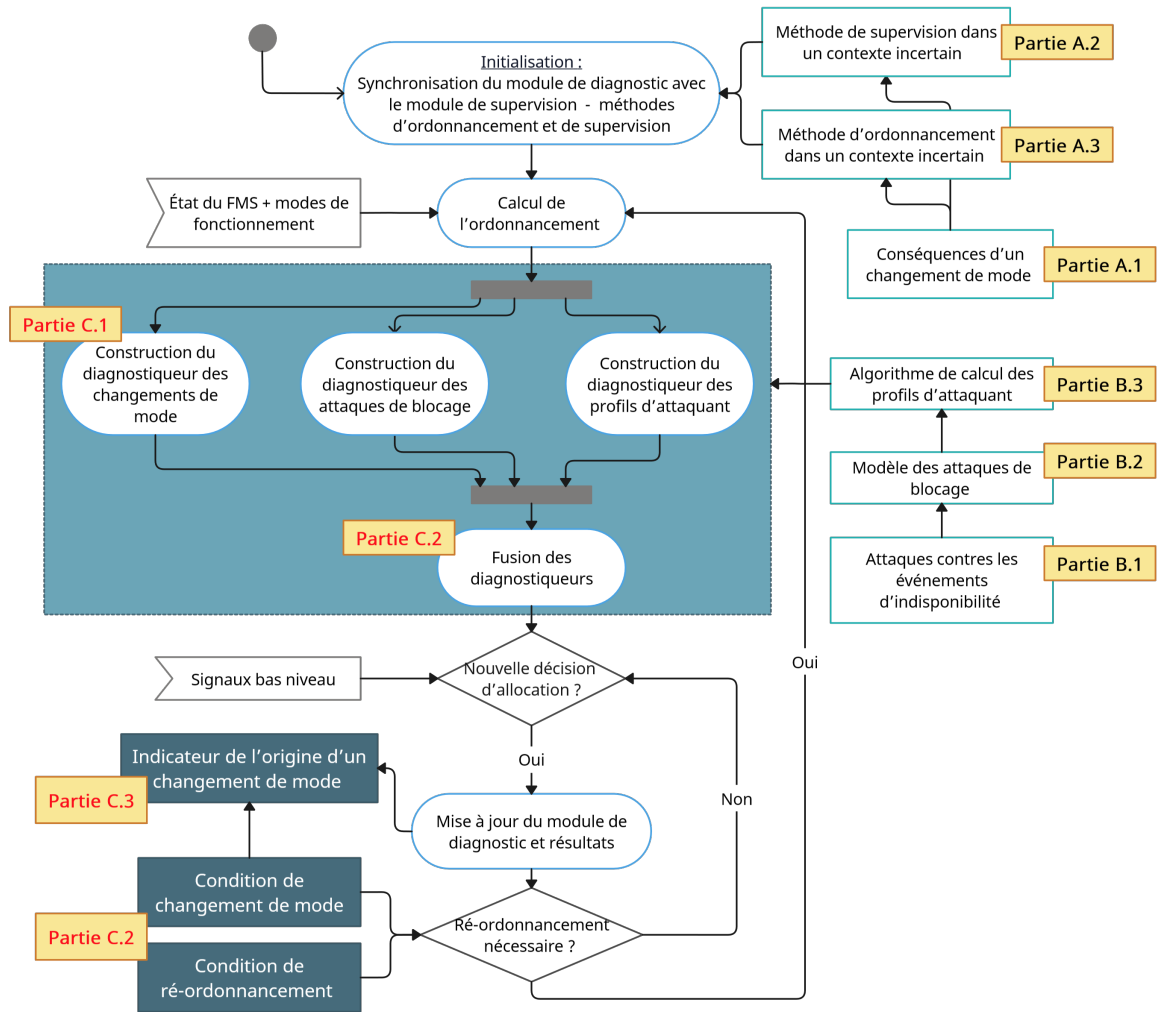 Initialisation :
Synchronisation du module de diagnostic avec
le module de supervision - méthodes
d'ordonnancement et de supervision
Méthode de supervision dans
un contexte incertain
Partie A.2
Méthode d'ordonnancement
dans un contexte incertain
Partie A.3
État du FMS + modes de
fonctionnement
Calcul de
l'ordonnancement
Conséquences d'un
changement de mode
Partie A.1
Partie C.1
Construction du
diagnostiqueur des
changements de
mode
Construction du
diagnostiqueur des
attaques de blocage
Construction du
diagnostiqueur des
profils d'attaquant
Algorithme de calcul des
profils d'attaquant
Partie B.3
Modèle des attaques de
blocage
Partie B.2
Partie C.2
Fusion des
diagnostiqueurs
Attaques contres les
événements
d'indisponibilité
Partie B.1
Signaux bas niveau
Nouvelle décision
d'allocation ?
Oui
Oui
Indicateur de l'origine d'un
changement de mode
Partie C.3
Mise à jour du module de
diagnostic et résultats
Non
Condition de
changement de mode
Partie C.2
Condition de
ré-ordonnancement
Ré-ordonnancement
nécessaire ?